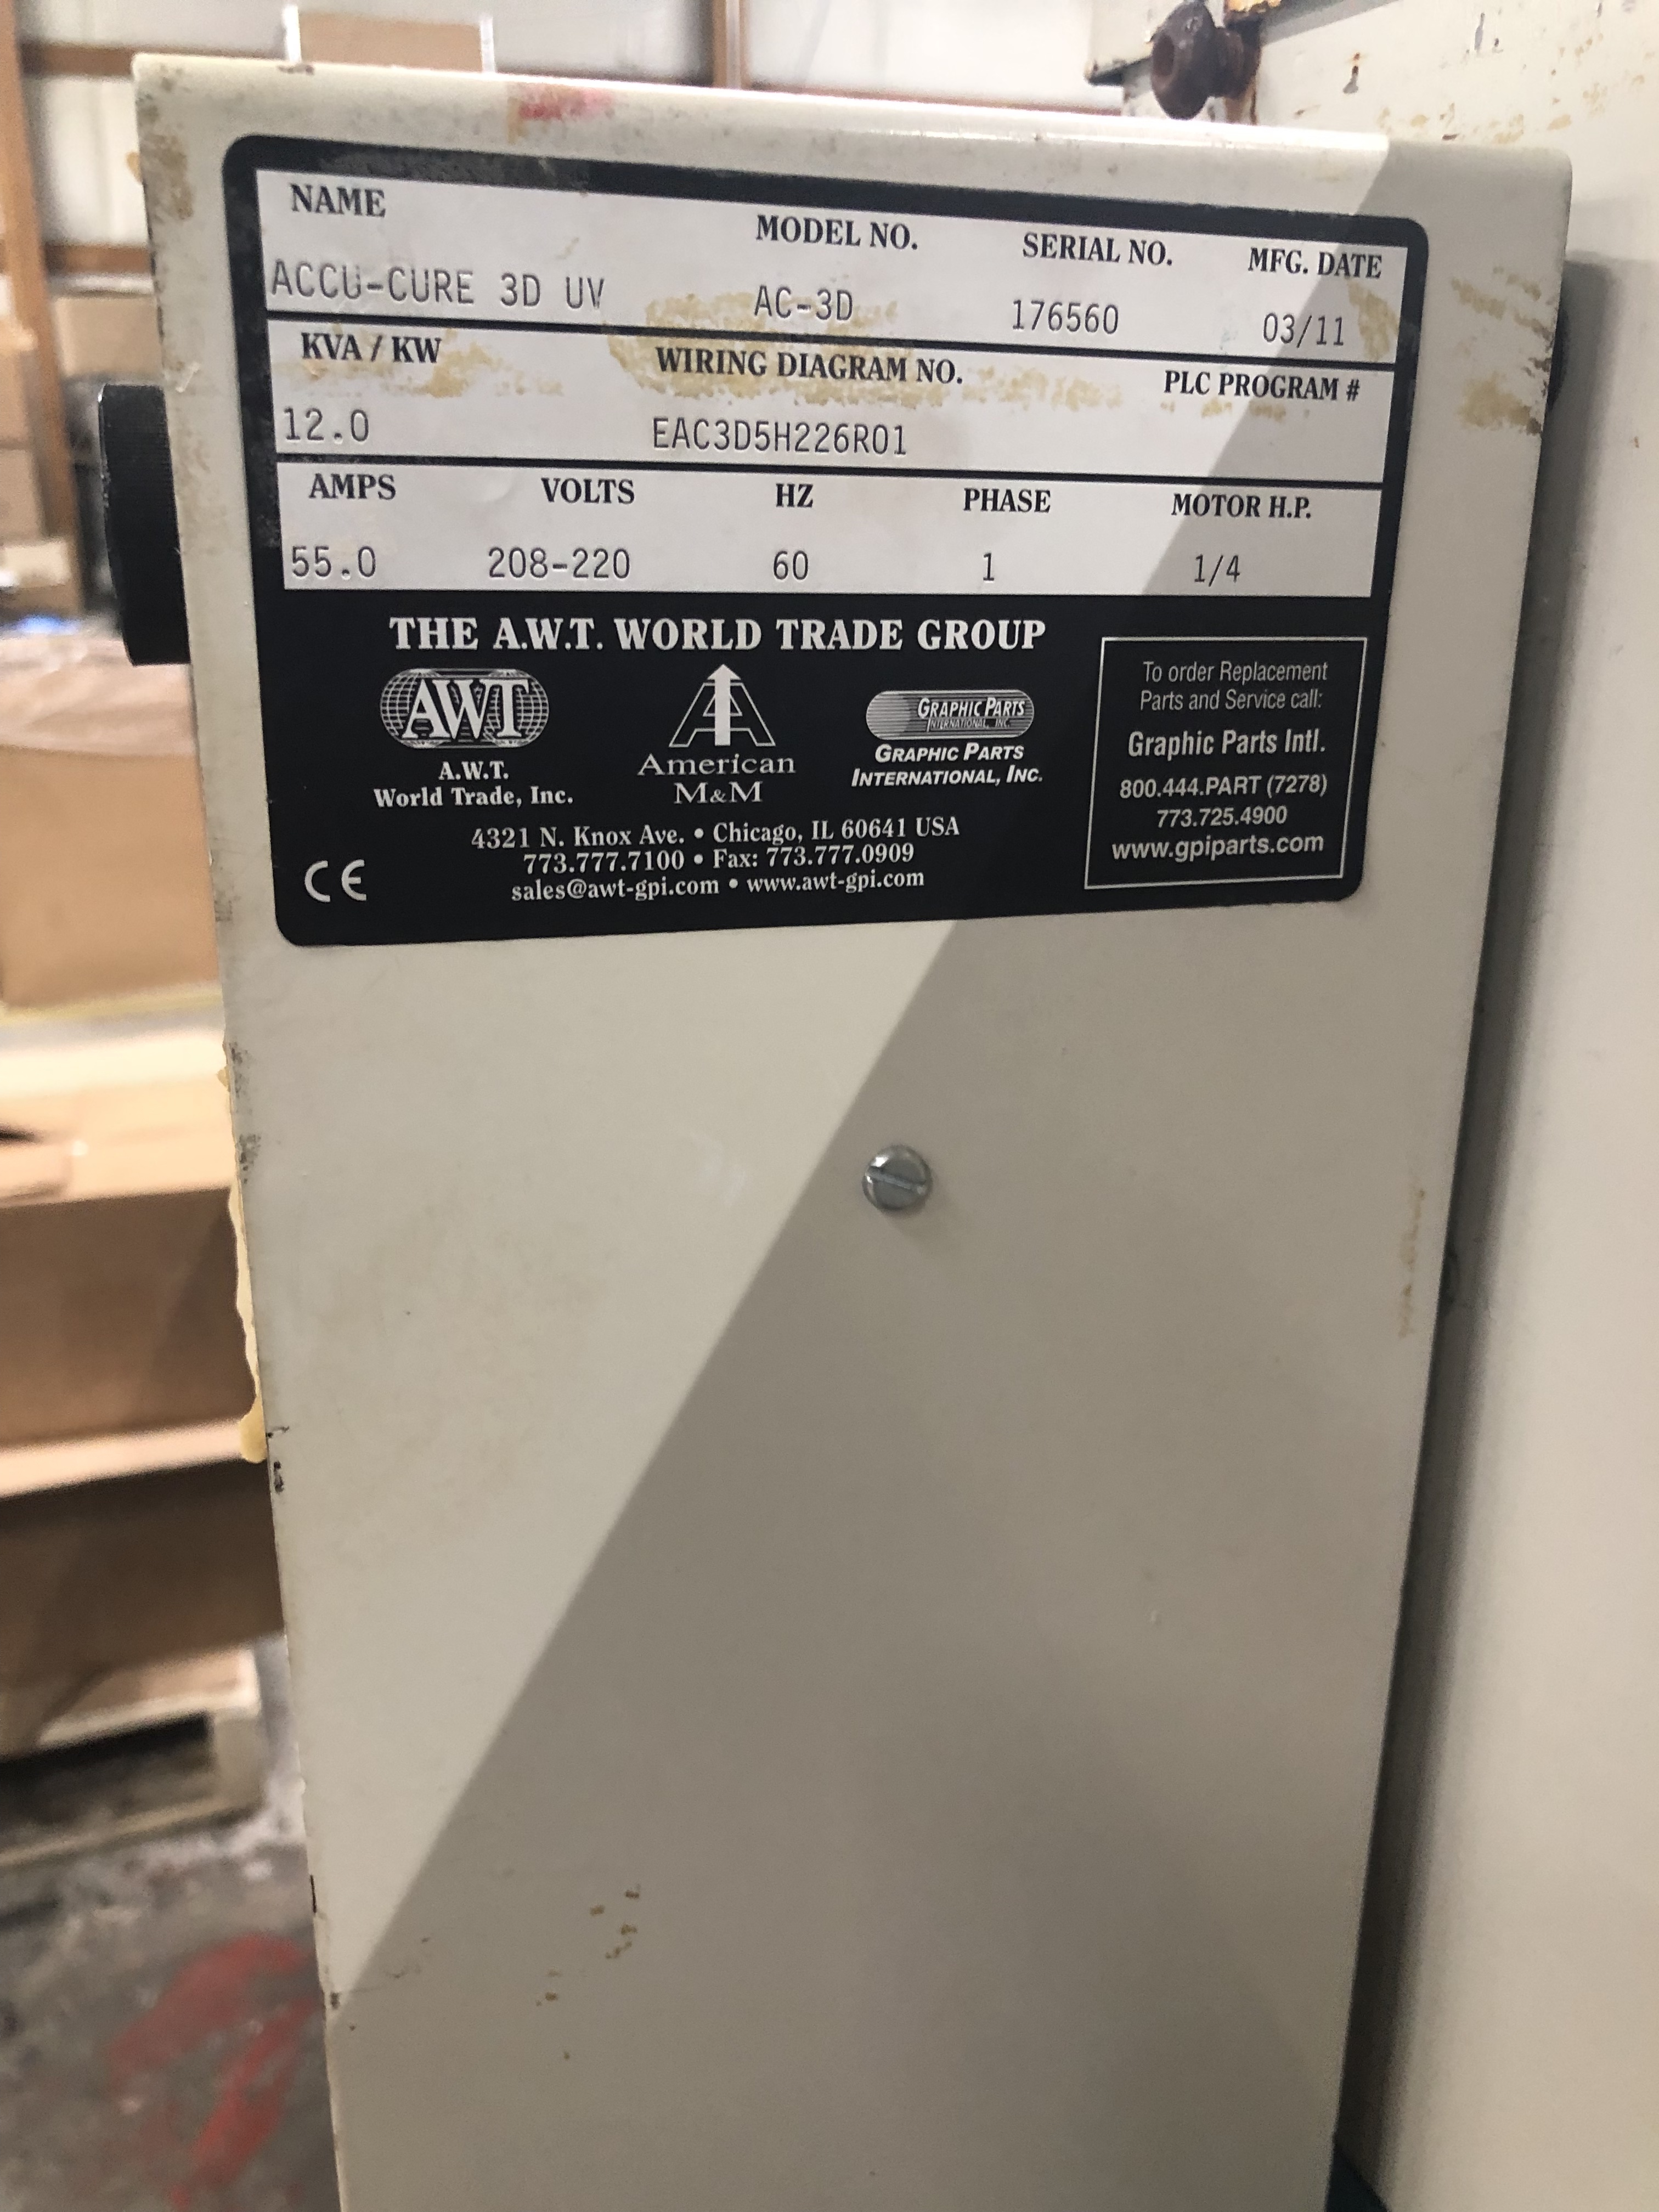 NAME MODEL NO. SERIAL NO. MFG. DATE
ACCU-CURE 3D UV AC-3D 176560 03/11
KVA / KW WIRING DIAGRAM NO. PLC PROGRAM #
12.0 EAC3D5H226R01
AMPS VOLTS HZ PHASE MOTOR H.P.
55.0 208-220 60 1 1/4
THE A.W.T. WORLD TRADE GROUP
AWT
A.W.T.
World Trade, Inc.
American
M&M
GRAPHIC PARTS
INTERNATIONAL, INC.
GRAPHIC PARTS
INTERNATIONAL, INC.
4321 N. Knox Ave. • Chicago, IL 60641 USA
773.777.7100 • Fax: 773.777.0909
sales@awt-gpi.com • www.awt-gpi.com
CE
To order Replacement
Parts and Service call:
Graphic Parts Intl.
800.444.PART (7278)
773.725.4900
www.gpiparts.com